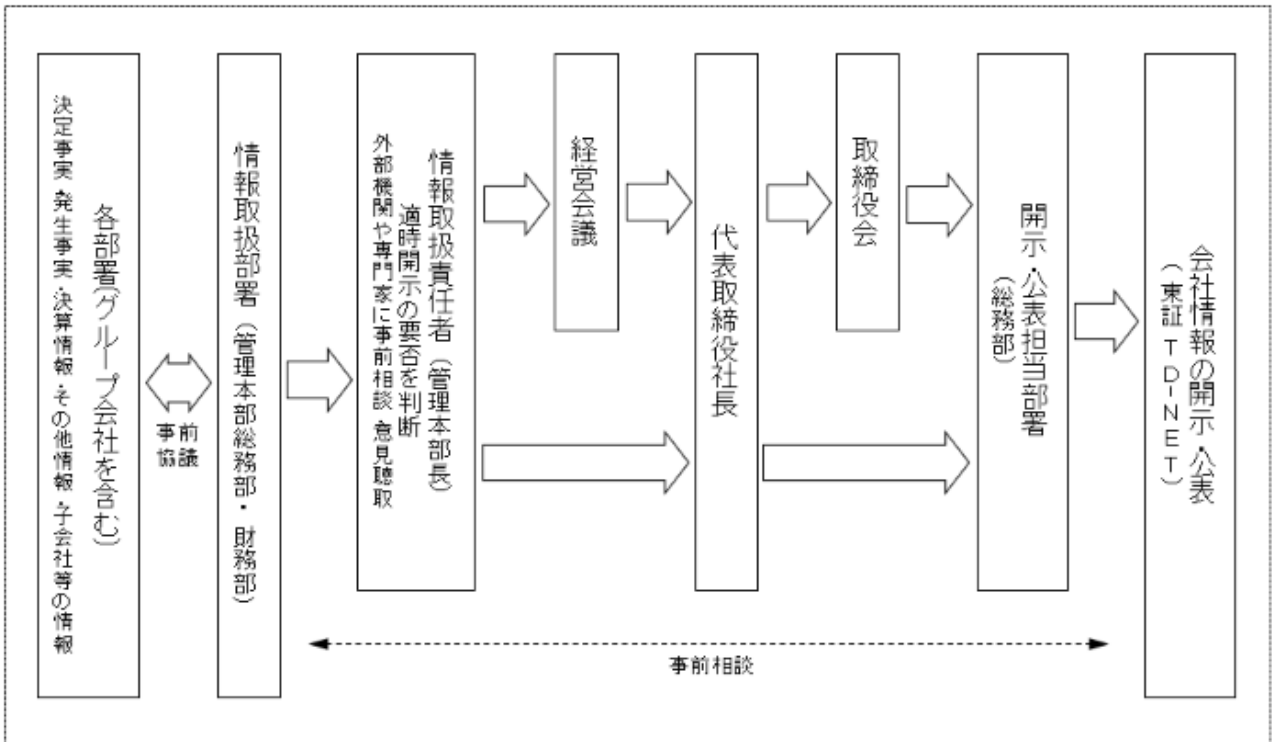 各部署(グループ会社を含む)
決定事実・発生事実・決算情報・その他情報・子会社等の情報
事前
協議
情報取扱部署(管理本部総務部・財務部)
情報取扱責任者(管理本部長)
適時開示の要否を判断
外部機関や専門家に事前相談・意見聴取
経営会議
代表取締役社長
取締役会
開示・公表担当部署
(総務部)
会社情報の開示・公表
(東証 TD-NET)
事前相談